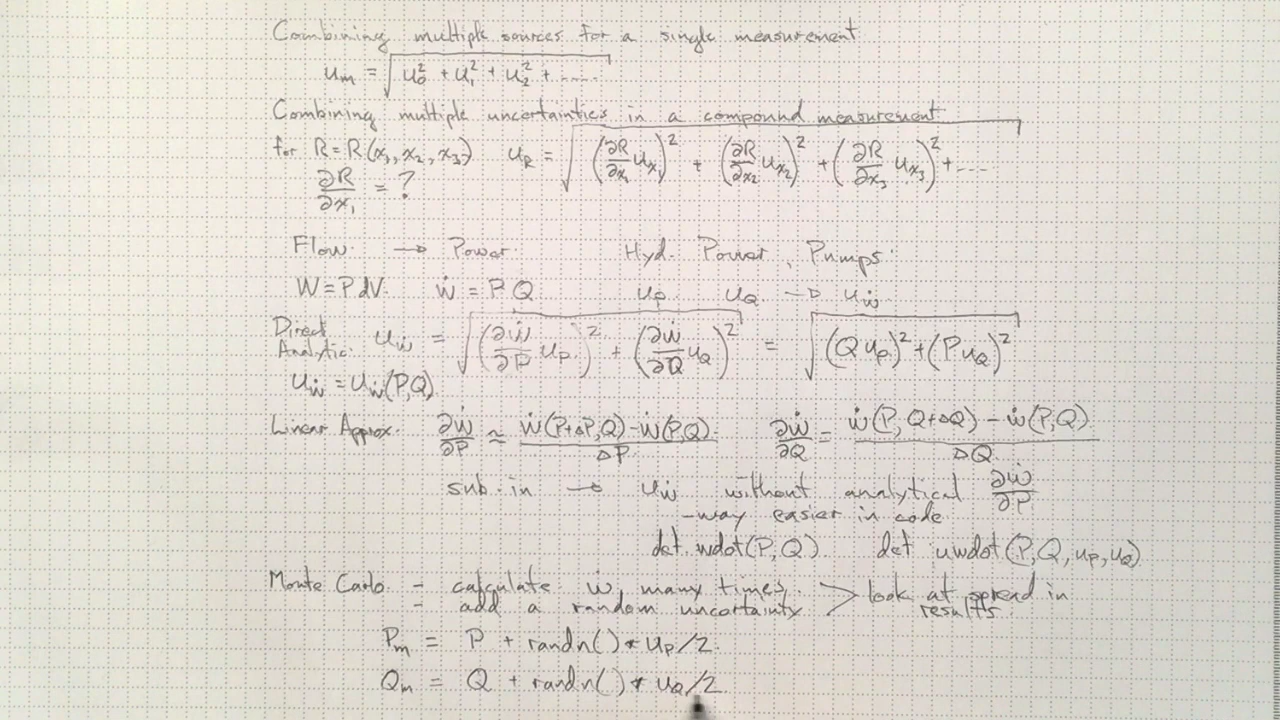 Combining multiple sources for a single measurement
u_m = √(u_0² + u_1² + u_2² + ....)
Combining multiple uncertainties in a compound measurement
for R = R(x_1, x_2, x_3) u_R = √((∂R/∂x_1 u_x_1)² + (∂R/∂x_2 u_x_2)² + (∂R/∂x_3 u_x_3)² + ...)
∂R/∂x_1 = ?
Flow → Power Hyd. Power, Pumps
W = P dV. ẇ = P Q u_P u_Q → u_ẇ
Direct Analytic. u_ẇ = √((∂ẇ/∂P u_P)² + (∂ẇ/∂Q u_Q)²) = √((Q u_P)² + (P u_Q)²)
u_ẇ = u_ẇ(P,Q)
Linear Approx. ∂ẇ/∂P ≈ (ẇ(P+ΔP,Q) - ẇ(P,Q))/ΔP ∂ẇ/∂Q = (ẇ(P,Q+ΔQ) - ẇ(P,Q))/ΔQ
sub in → u_ẇ without analytical ∂ẇ/∂P
- way easier in code
def wdot(P,Q) def uwdot(P,Q,u_P,u_Q)
Monte Carlo - calculate ẇ many times. > look at spread in results
- add a random uncertainty
P_m = P + randn() * u_P/2
Q_m = Q + randn() * u_Q/2